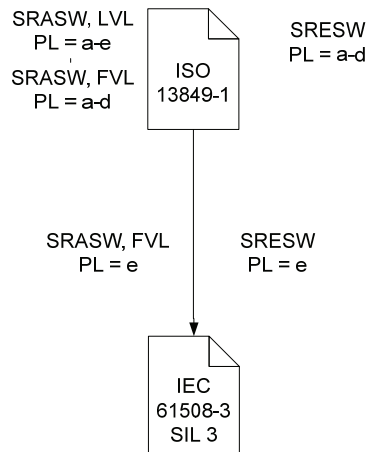 SRASW, LVL
PL = a-e
SRASW, FVL
PL = a-d
ISO
13849-1
SRESW
PL = a-d
SRASW, FVL
PL = e
SRESW
PL = e
IEC
61508-3
SIL 3